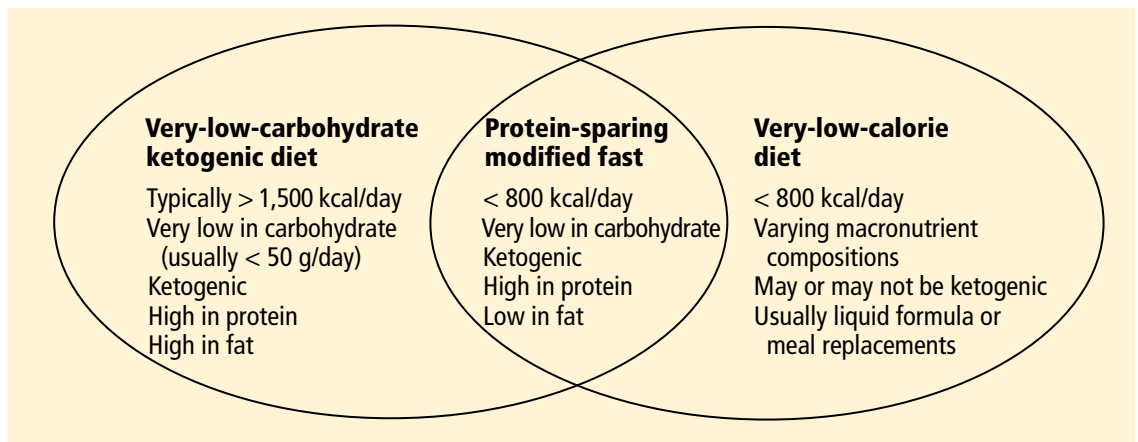 Very-low-carbohydrate
ketogenic diet
Typically > 1,500 kcal/day
Very low in carbohydrate
(usually < 50 g/day)
Ketogenic
High in protein
High in fat
Protein-sparing
modified fast
< 800 kcal/day
Very low in carbohydrate
Ketogenic
High in protein
Low in fat
Very-low-calorie
diet
< 800 kcal/day
Varying macronutrient
compositions
May or may not be ketogenic
Usually liquid formula or
meal replacements